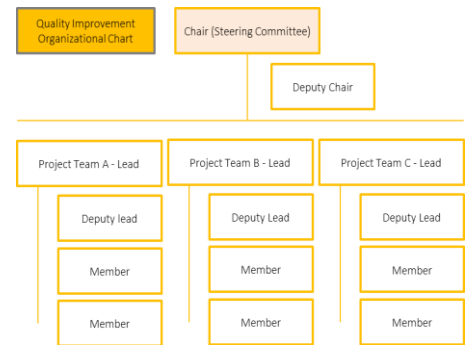 Quality Improvement
Organizational Chart
Chair (Steering Committee)
Deputy Chair
Project Team A - Lead
Project Team B - Lead
Project Team C - Lead
Deputy lead
Deputy Lead
Deputy Lead
Member
Member
Member
Member
Member
Member